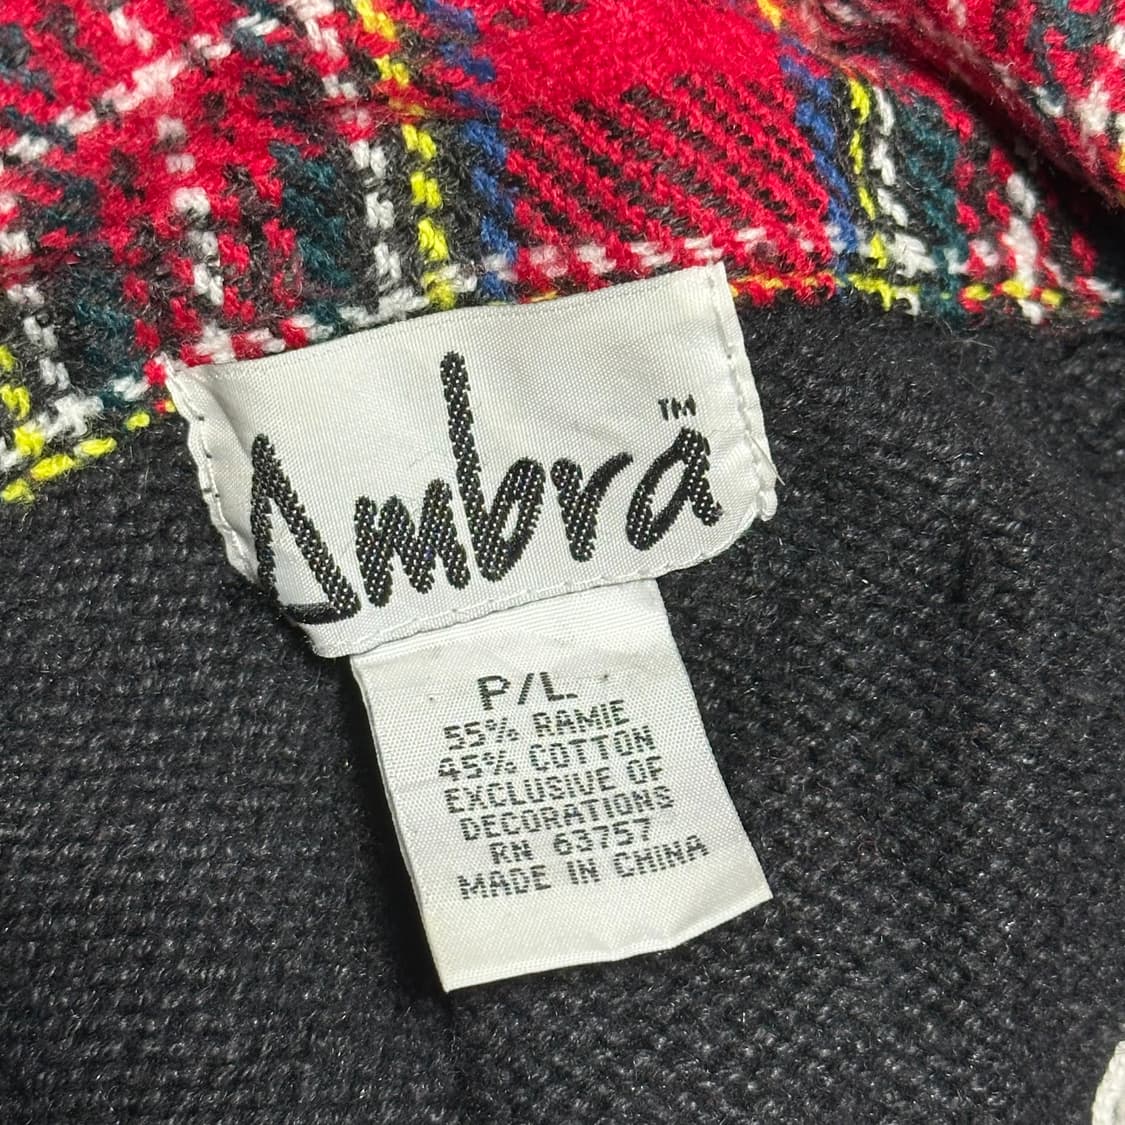 Ambra™
P/L
55% RAMIE
45% COTTON
EXCLUSIVE OF
DECORATIONS
RN 63757
MADE IN CHINA